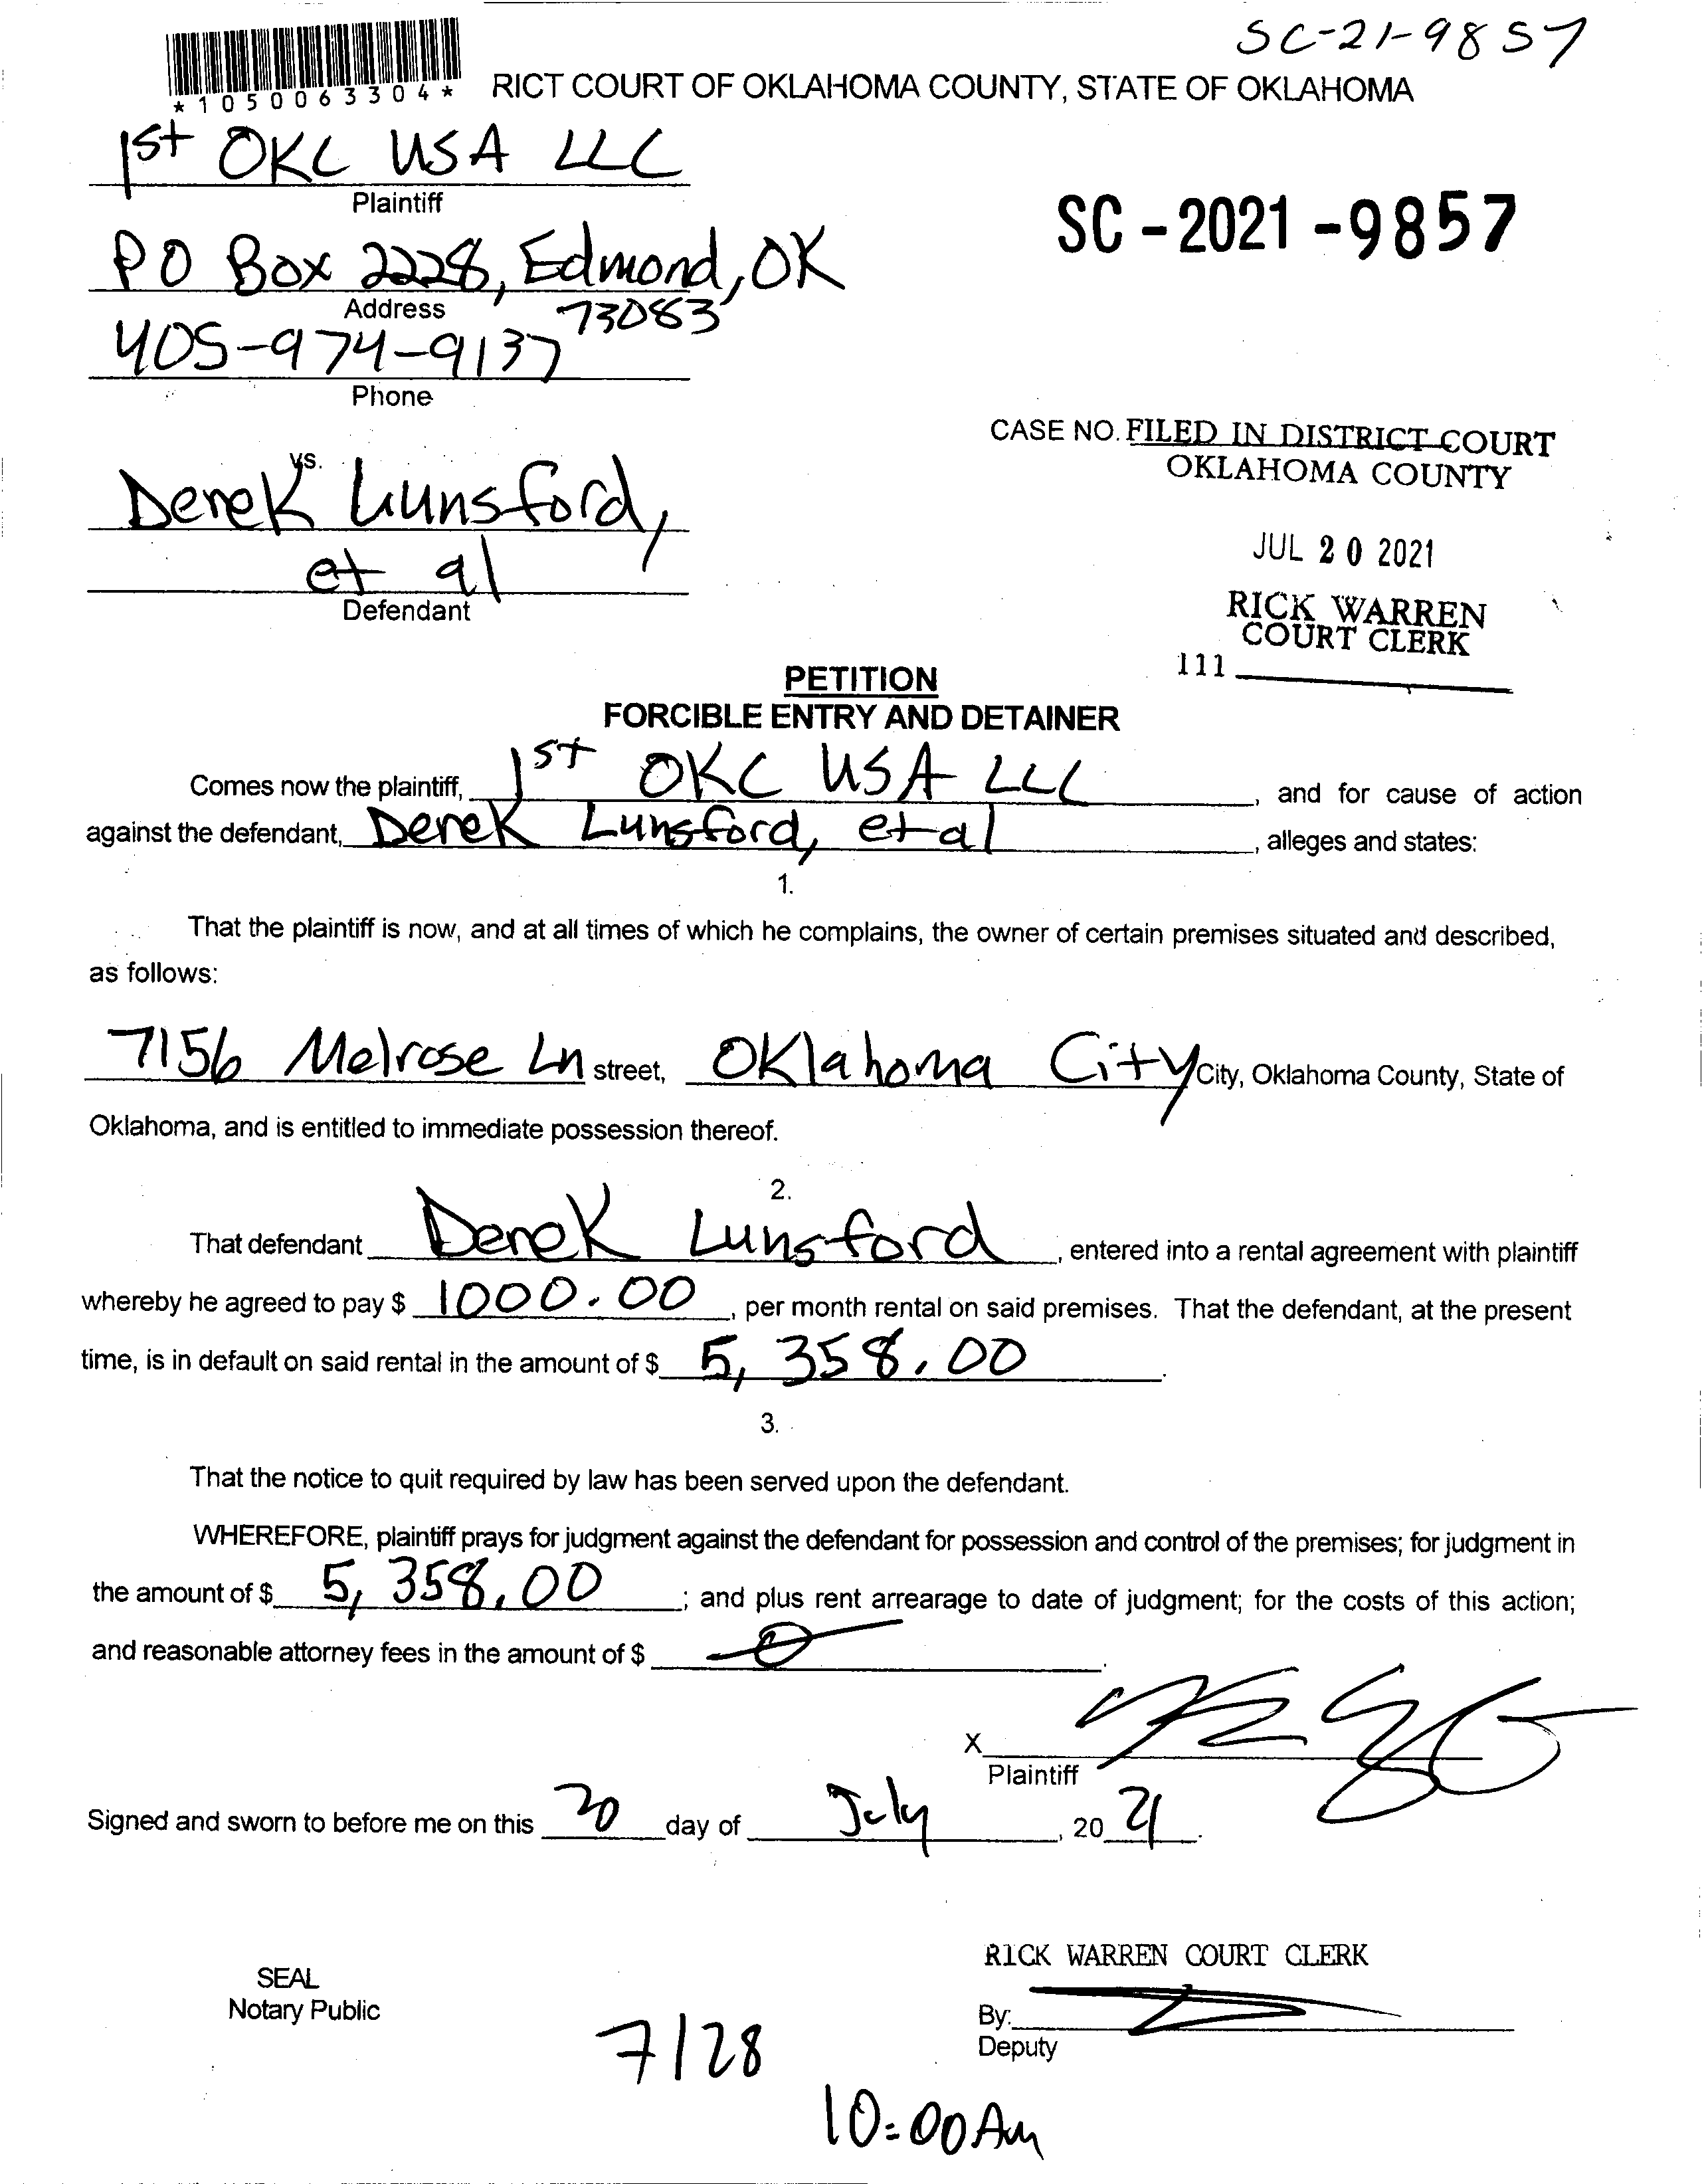 SC-21-9857
*1050063304*
RICT COURT OF OKLAHOMA COUNTY, STATE OF OKLAHOMA
1st OKC USA LLC
Plaintiff
SC-2021-9857
PO Box 2228, Edmond, OK
Address
73083
405-974-9137
Phone
CASE NO. FILED IN DISTRICT COURT
OKLAHOMA COUNTY
vs.
Derek Lunsford,
et al
Defendant
JUL 20 2021
RICK WARREN
COURT CLERK
111
PETITION
FORCIBLE ENTRY AND DETAINER
Comes now the plaintiff, 1st OKC USA LLC, and for cause of action
against the defendant, Derek Lunsford, et al, alleges and states:
1.
That the plaintiff is now, and at all times of which he complains, the owner of certain premises situated and described,
as follows:
7156 Melrose Ln street, Oklahoma City City, Oklahoma County, State of
Oklahoma, and is entitled to immediate possession thereof.
2.
That defendant Derek Lunsford, entered into a rental agreement with plaintiff
whereby he agreed to pay $ 1000.00, per month rental on said premises. That the defendant, at the present
time, is in default on said rental in the amount of $ 5,358.00.
3.
That the notice to quit required by law has been served upon the defendant.
WHEREFORE, plaintiff prays for judgment against the defendant for possession and control of the premises; for judgment in
the amount of $ 5,358.00; and plus rent arrearage to date of judgment; for the costs of this action;
and reasonable attorney fees in the amount of $ 0.
X
Plaintiff
Signed and sworn to before me on this 20 day of July, 2021.
RICK WARREN COURT CLERK
SEAL
Notary Public
By:
Deputy
7/28
10:00 Am